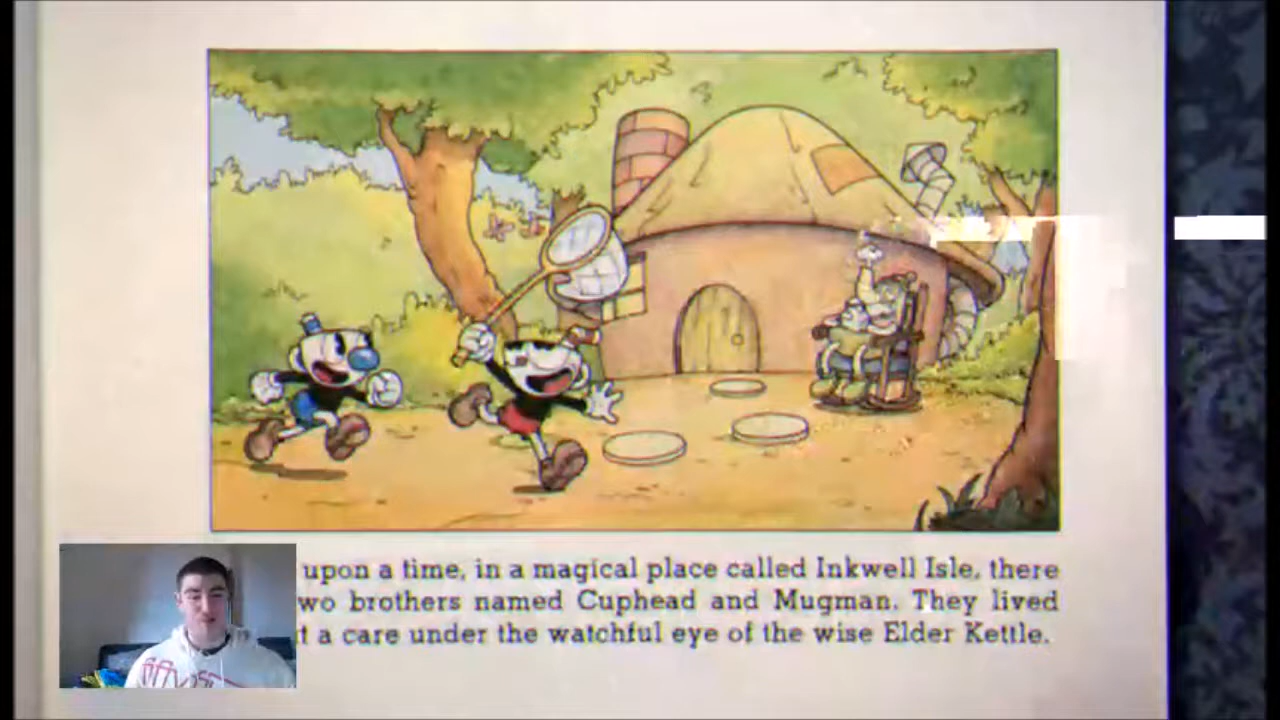 upon a time, in a magical place called Inkwell Isle, there
wo brothers named Cuphead and Mugman. They lived
t a care under the watchful eye of the wise Elder Kettle.